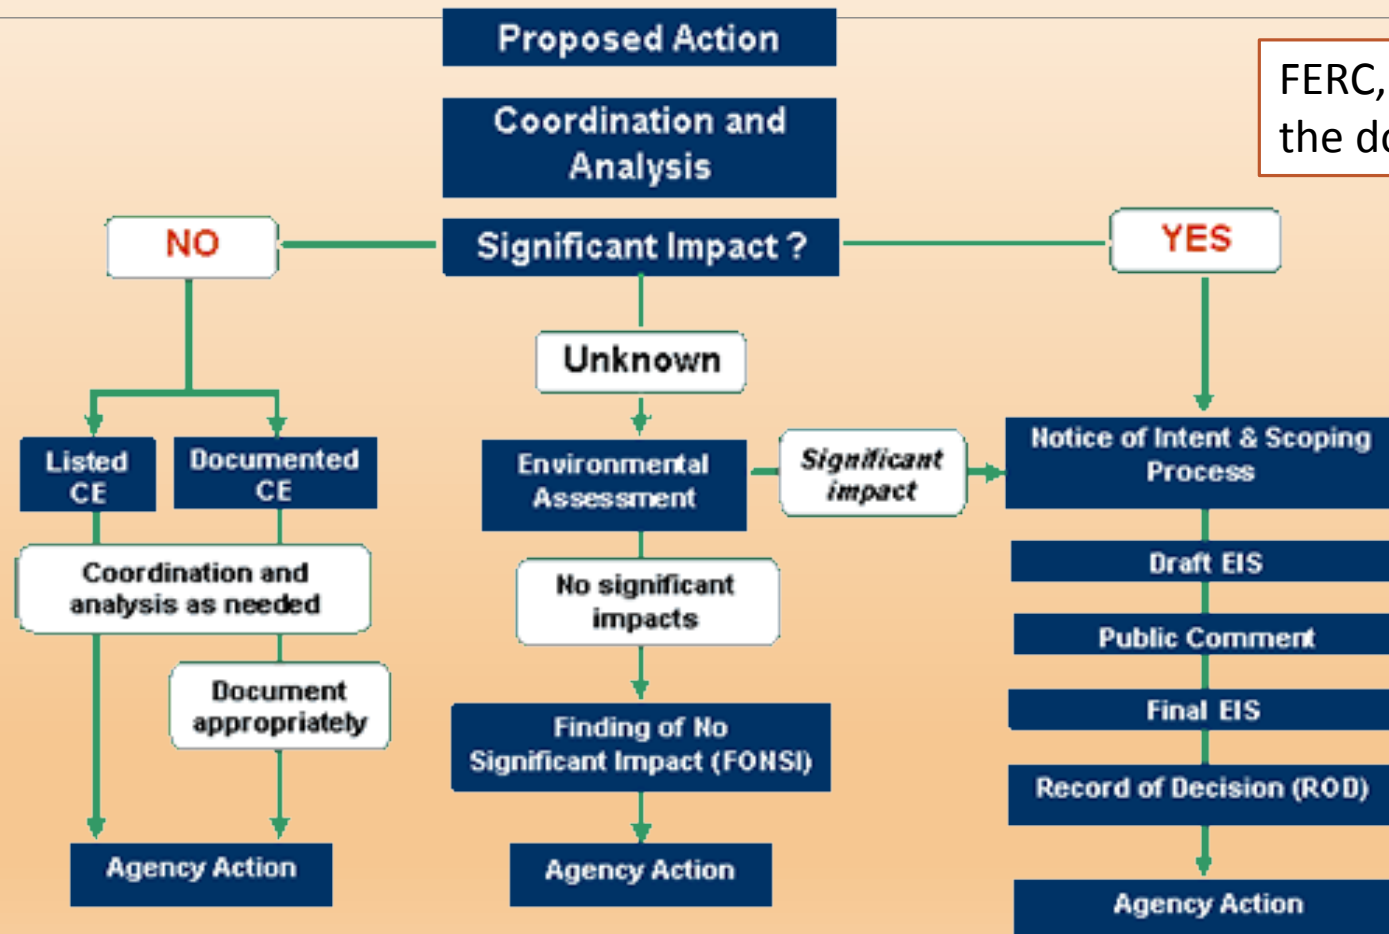 Proposed Action
FERC,
the do
Coordination and
Analysis
NO
Significant Impact ?
YES
Unknown
Listed
CE
Documented
CE
Environmental
Assessment
Significant
impact
Notice of Intent & Scoping
Process
Coordination and
analysis as needed
No significant
impacts
Draft EIS
Public Comment
Document
appropriately
Finding of No
Significant Impact (FONSI)
Final EIS
Record of Decision (ROD)
Agency Action
Agency Action
Agency Action